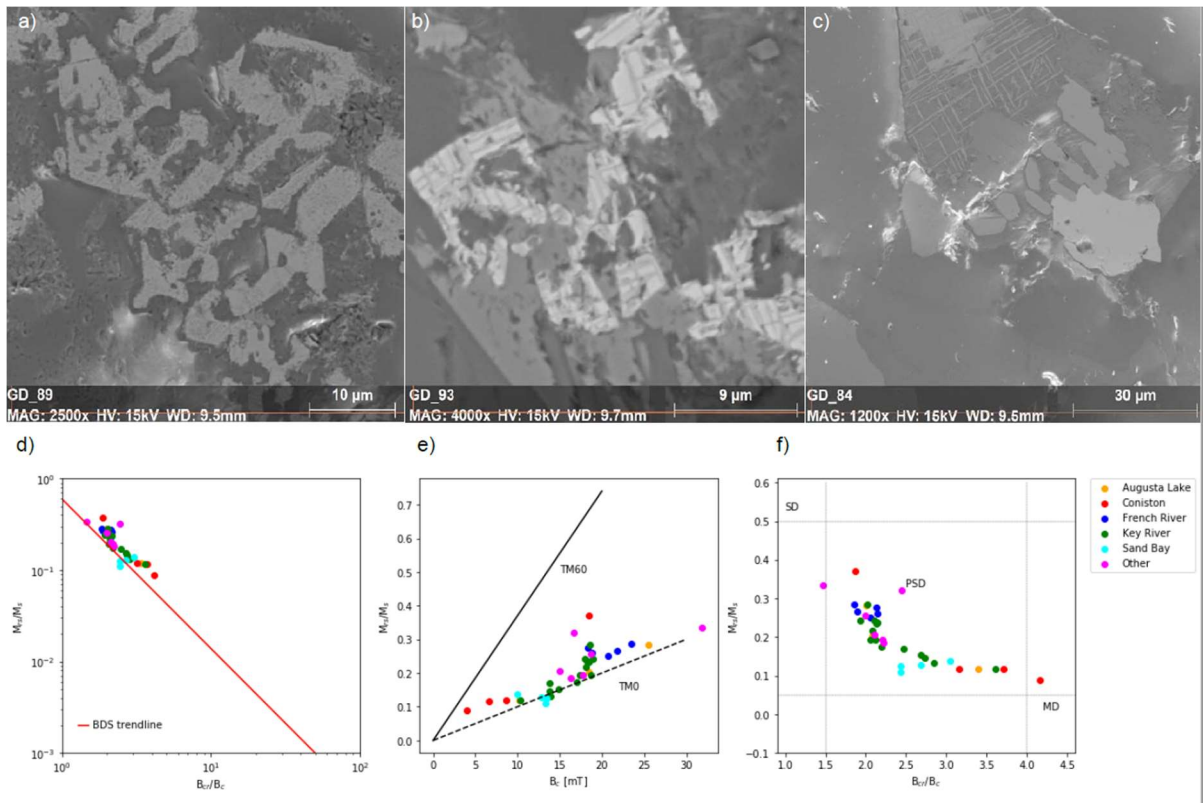 a)
b)
c)
GD_89
10 µm
MAG: 2500x HV: 15kV WD: 9.5mm
GD_93
9 µm
MAG: 4000x HV: 15kV WD: 9.7mm
GD_84
30 µm
MAG: 1200x HV: 15kV WD: 9.5mm
d)
e)
f)
10⁰
10⁻¹
10⁻²
10⁻³
Mrs/Ms
BDS trendline
10⁰ 10¹ 10²
Bcr/Bc
0.7
0.6
0.5
0.4
0.3
0.2
0.1
0.0
Mrs/Ms
TM60
TM0
0 5 10 15 20 25 30
Bc [mT]
0.6
0.5
0.4
0.3
0.2
0.1
0.0
−0.1
Mrs/Ms
SD
PSD
MD
1.0 1.5 2.0 2.5 3.0 3.5 4.0 4.5
Bcr/Bc
Augusta Lake
Coniston
French River
Key River
Sand Bay
Other